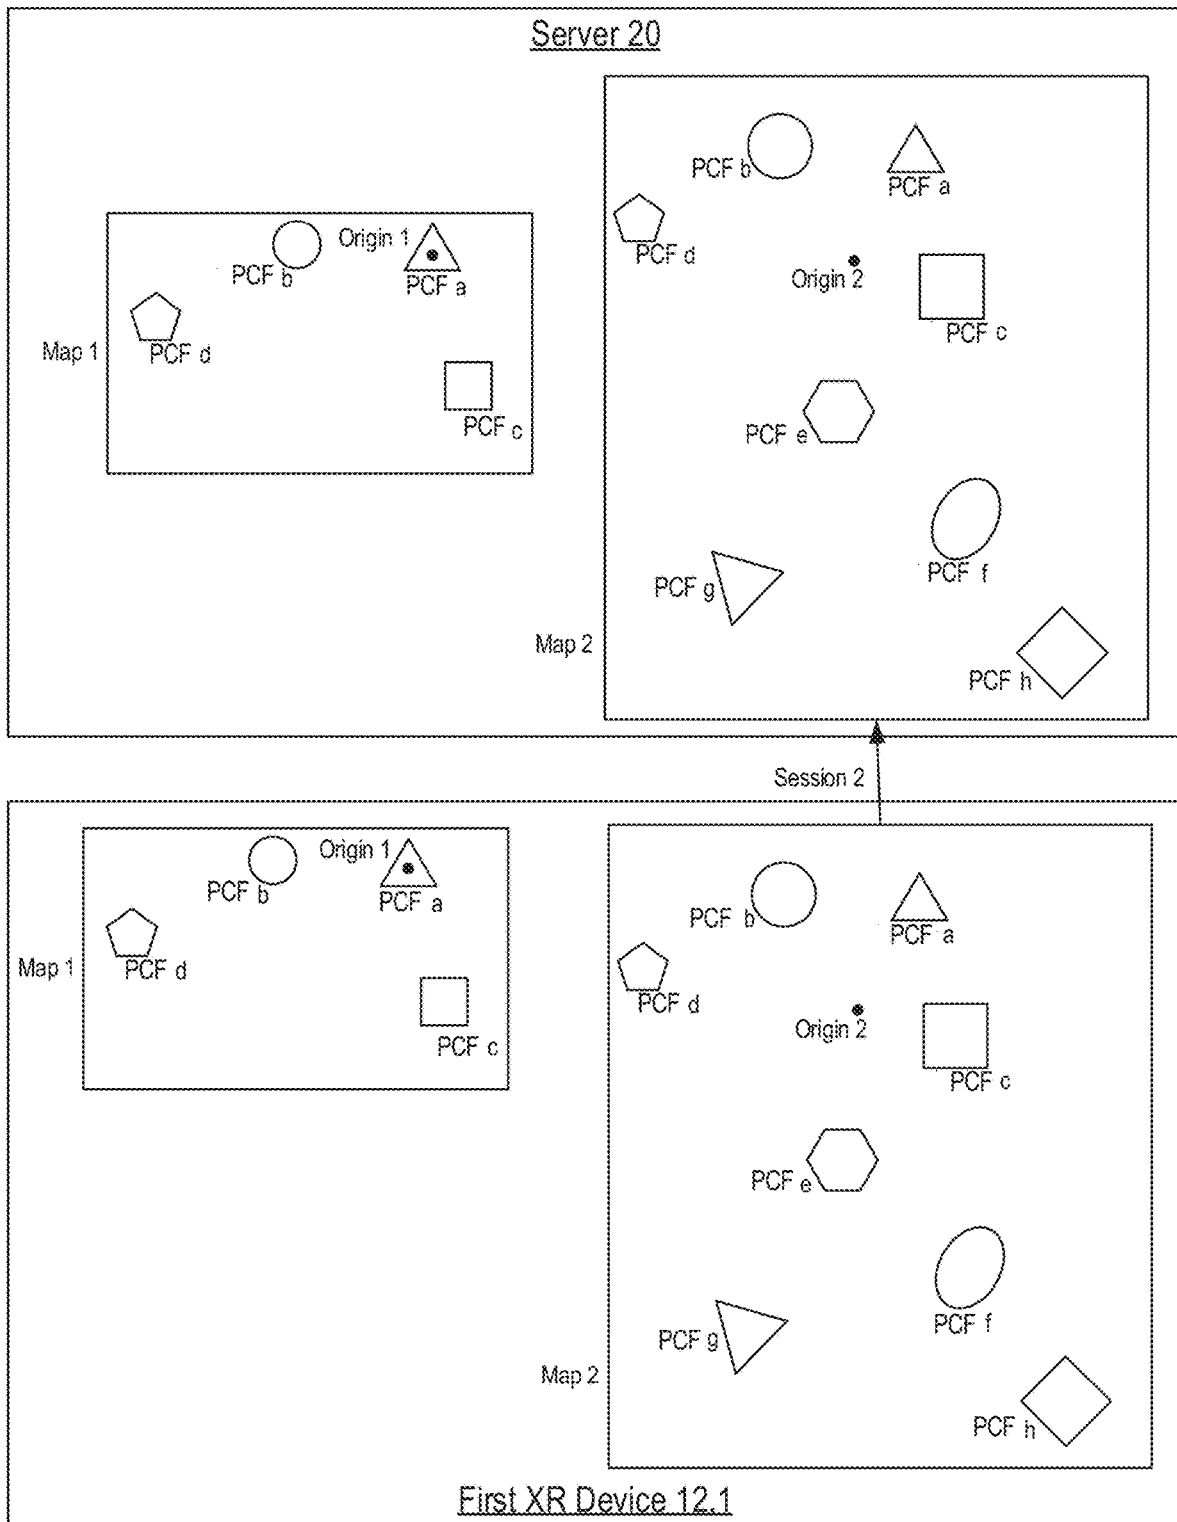 Server 20
PCF b
PCF a
PCF d
Origin 2
PCF c
PCF e
PCF f
PCF g
Map 2
PCF h
Origin 1
PCF b
PCF a
Map 1
PCF d
PCF c
Session 2
Origin 1
PCF b
PCF a
Map 1
PCF d
PCF c
PCF b
PCF a
PCF d
Origin 2
PCF c
PCF e
PCF f
PCF g
Map 2
PCF h
First XR Device 12.1